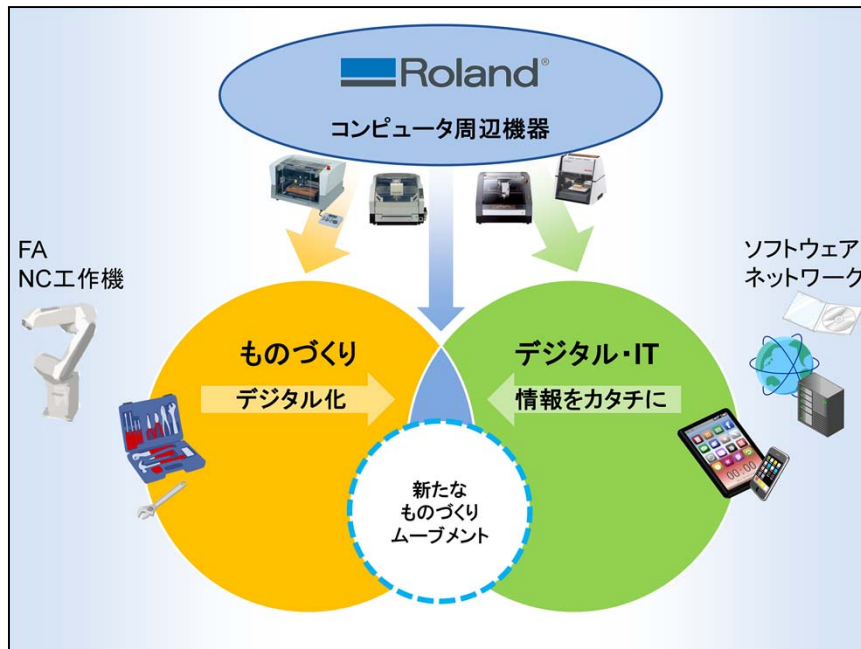 Roland®
コンピュータ周辺機器
FA
NC工作機
ソフトウェア
ネットワーク
ものづくり
デジタル化
デジタル・IT
情報をカタチに
新たな
ものづくり
ムーブメント
00:00